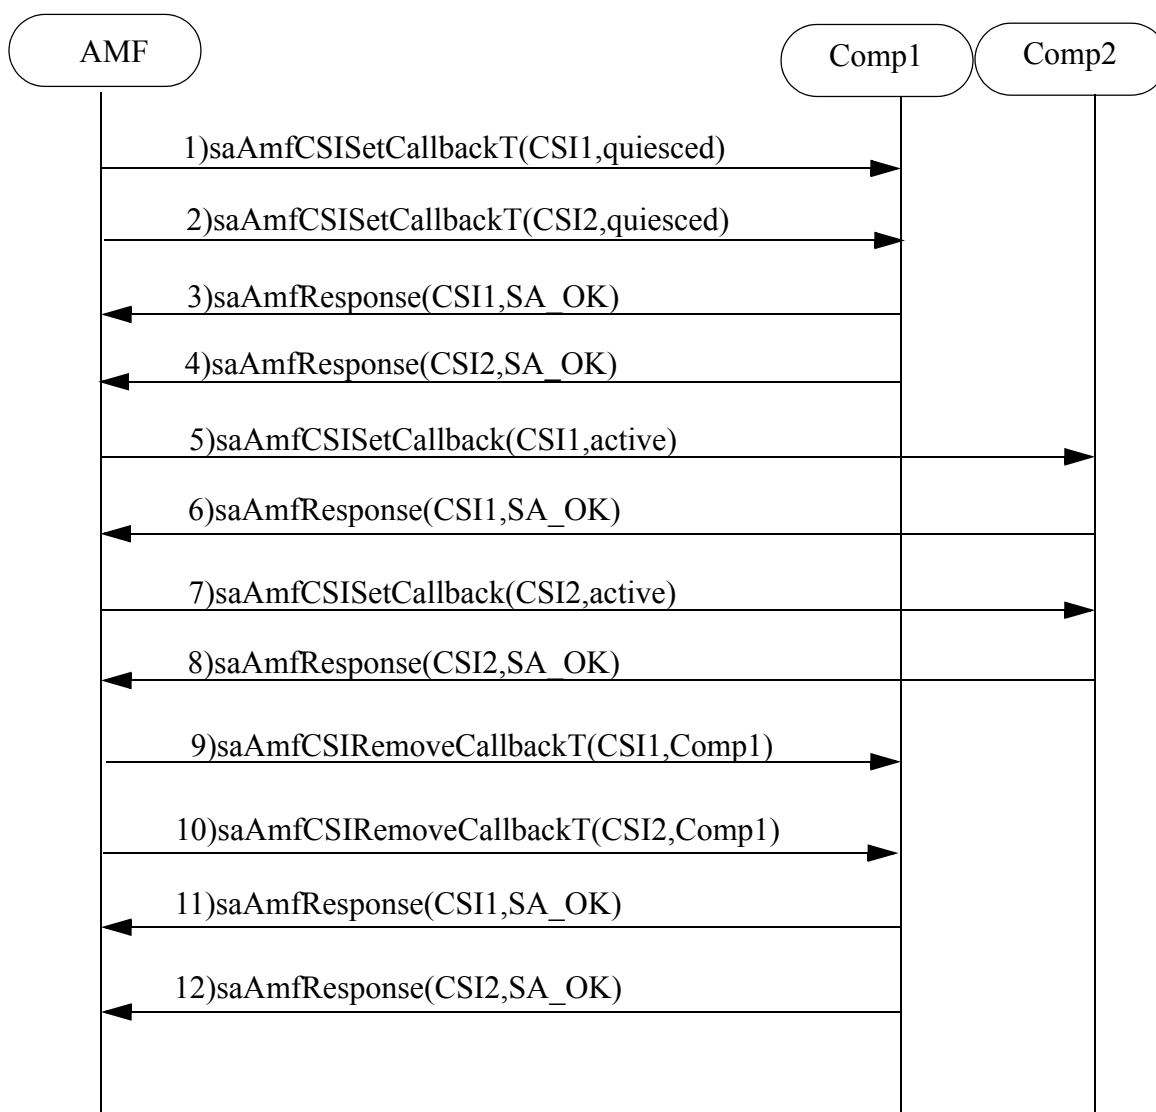 AMF
Comp1
Comp2
1)saAmfCSISetCallbackT(CSI1,quiesced)
2)saAmfCSISetCallbackT(CSI2,quiesced)
3)saAmfResponse(CSI1,SA_OK)
4)saAmfResponse(CSI2,SA_OK)
5)saAmfCSISetCallback(CSI1,active)
6)saAmfResponse(CSI1,SA_OK)
7)saAmfCSISetCallback(CSI2,active)
8)saAmfResponse(CSI2,SA_OK)
9)saAmfCSIRemoveCallbackT(CSI1,Comp1)
10)saAmfCSIRemoveCallbackT(CSI2,Comp1)
11)saAmfResponse(CSI1,SA_OK)
12)saAmfResponse(CSI2,SA_OK)